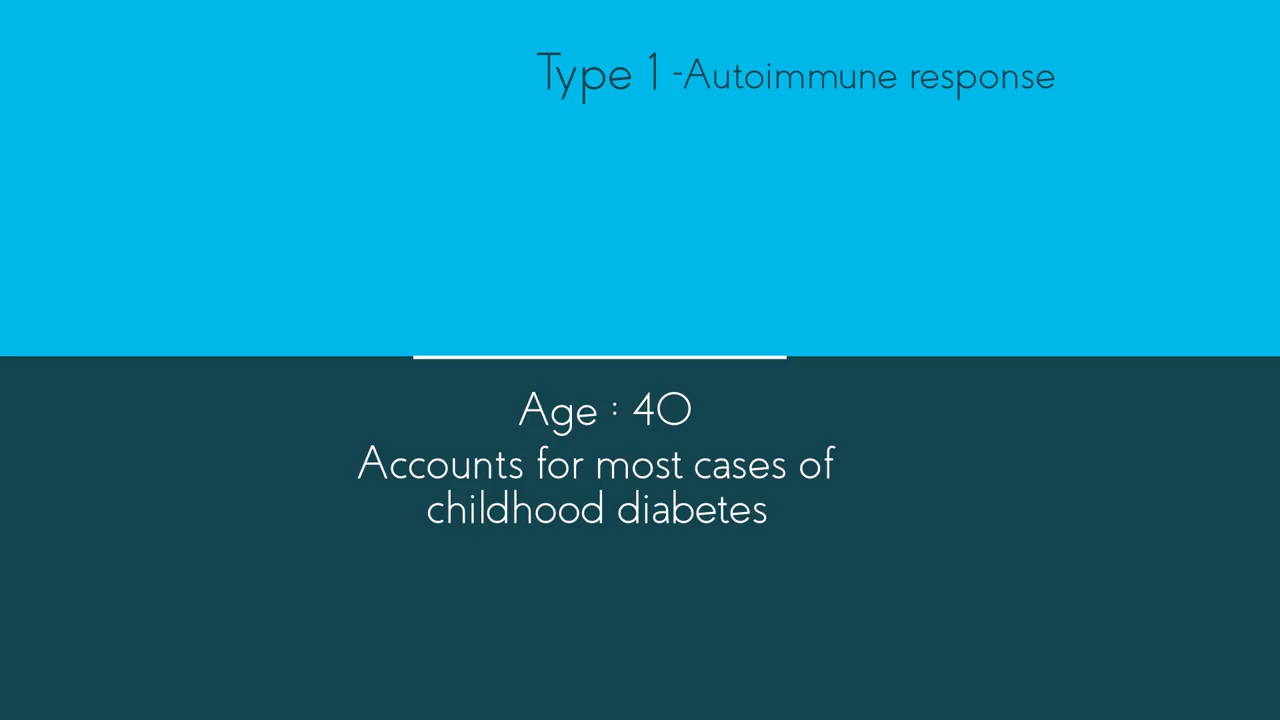 Type 1 -Autoimmune response
Age : 40
Accounts for most cases of
childhood diabetes